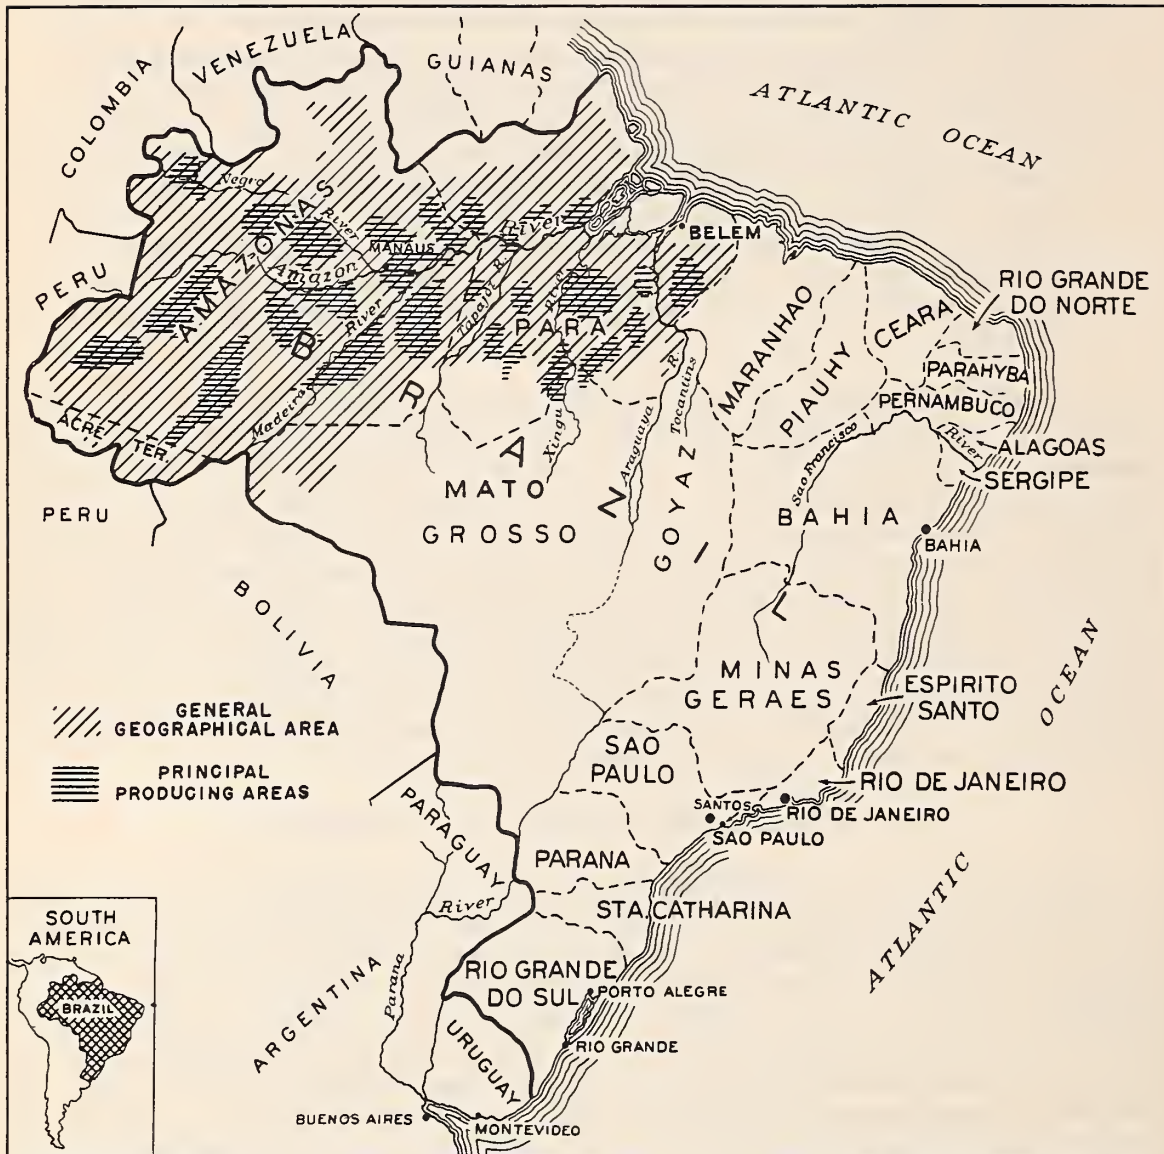 VENEZUELA
COLOMBIA
GUIANAS
ATLANTIC OCEAN
Negro
River
AMAZONAS
MANAUS
Amazon
River
BELEM
PERU
RIO GRANDE
DO NORTE
CEARA
MARANHAO
PIAUHY
PARAHYBA
PERNAMBUCO
Tapajos R.
PARA
River
Madeira
BRAZIL
ACRE TER.
Xingu
Araguaya R.
Tocantins
Sao Francisco
River
ALAGOAS
SERGIPE
PERU
MATO
GROSSO
GOYAZ
BAHIA
BAHIA
BOLIVIA
MINAS
GERAES
ESPIRITO
SANTO
OCEAN
GENERAL
GEOGRAPHICAL AREA
PRINCIPAL
PRODUCING AREAS
SAO
PAULO
RIO DE JANEIRO
SANTOS
RIO DE JANEIRO
SAO PAULO
PARAGUAY
PARANA
River
STA. CATHARINA
ATLANTIC
SOUTH
AMERICA
BRAZIL
ARGENTINA
Parana
RIO GRANDE
DO SUL
PORTO ALEGRE
RIO GRANDE
URUGUAY
BUENOS AIRES
MONTEVIDEO